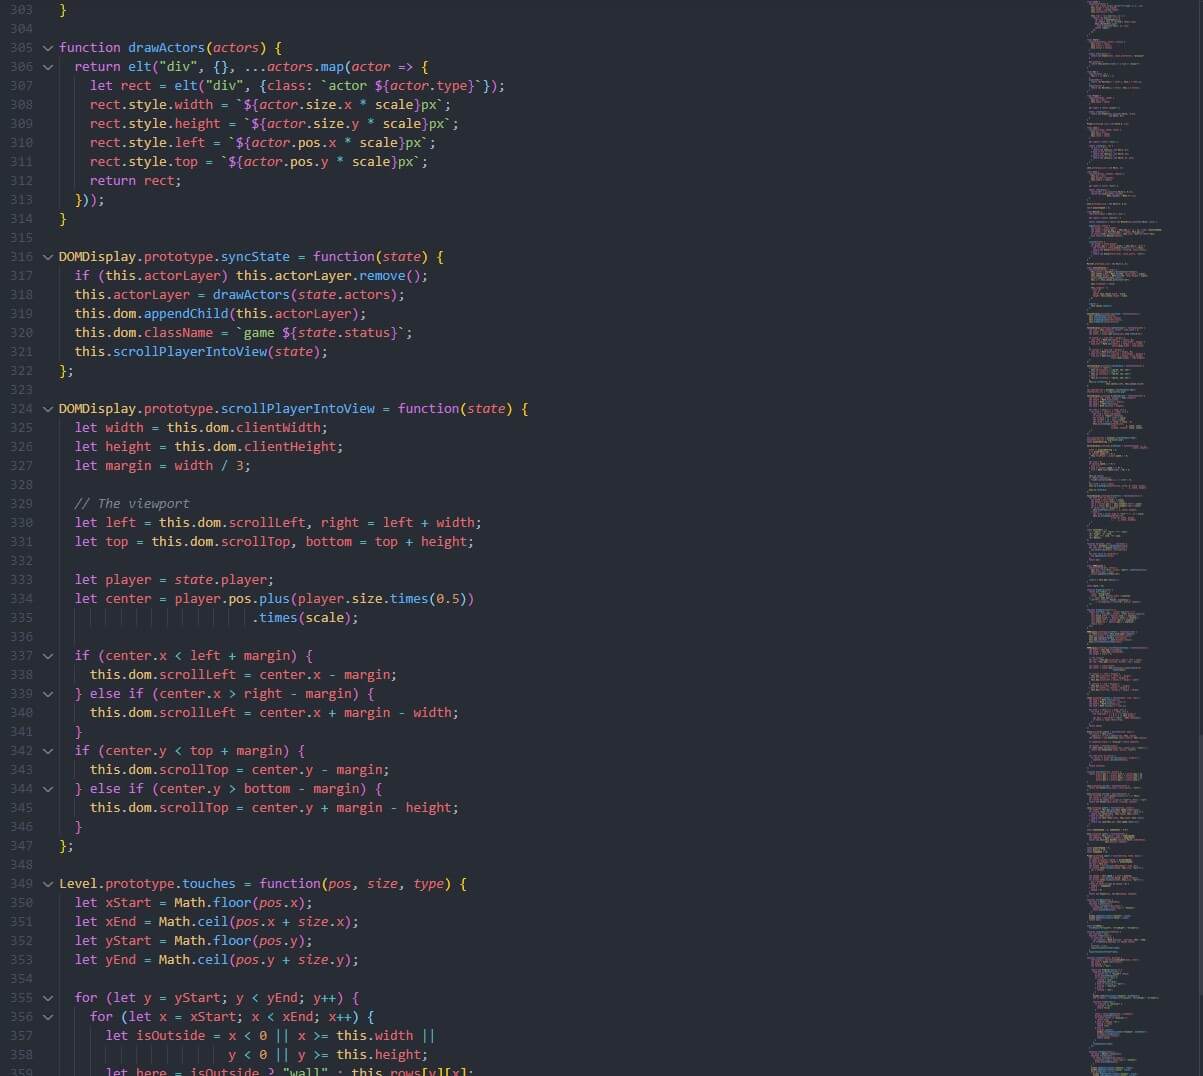 303 }
304
305 function drawActors(actors) {
306   return elt("div", {}, ...actors.map(actor => {
307     let rect = elt("div", {class: `actor ${actor.type}`});
308     rect.style.width = `${actor.size.x * scale}px`;
309     rect.style.height = `${actor.size.y * scale}px`;
310     rect.style.left = `${actor.pos.x * scale}px`;
311     rect.style.top = `${actor.pos.y * scale}px`;
312     return rect;
313   }));
314 }
315
316 DOMDisplay.prototype.syncState = function(state) {
317   if (this.actorLayer) this.actorLayer.remove();
318   this.actorLayer = drawActors(state.actors);
319   this.dom.appendChild(this.actorLayer);
320   this.dom.className = `game ${state.status}`;
321   this.scrollPlayerIntoView(state);
322 };
323
324 DOMDisplay.prototype.scrollPlayerIntoView = function(state) {
325   let width = this.dom.clientWidth;
326   let height = this.dom.clientHeight;
327   let margin = width / 3;
328
329   // The viewport
330   let left = this.dom.scrollLeft, right = left + width;
331   let top = this.dom.scrollTop, bottom = top + height;
332
333   let player = state.player;
334   let center = player.pos.plus(player.size.times(0.5))
335                          .times(scale);
336
337   if (center.x < left + margin) {
338     this.dom.scrollLeft = center.x - margin;
339   } else if (center.x > right - margin) {
340     this.dom.scrollLeft = center.x + margin - width;
341   }
342   if (center.y < top + margin) {
343     this.dom.scrollTop = center.y - margin;
344   } else if (center.y > bottom - margin) {
345     this.dom.scrollTop = center.y + margin - height;
346   }
347 };
348
349 Level.prototype.touches = function(pos, size, type) {
350   let xStart = Math.floor(pos.x);
351   let xEnd = Math.ceil(pos.x + size.x);
352   let yStart = Math.floor(pos.y);
353   let yEnd = Math.ceil(pos.y + size.y);
354
355   for (let y = yStart; y < yEnd; y++) {
356     for (let x = xStart; x < xEnd; x++) {
357       let isOutside = x < 0 || x >= this.width ||
358                       y < 0 || y >= this.height;
359       let here = isOutside ? "wall" : this.rows[y][x];